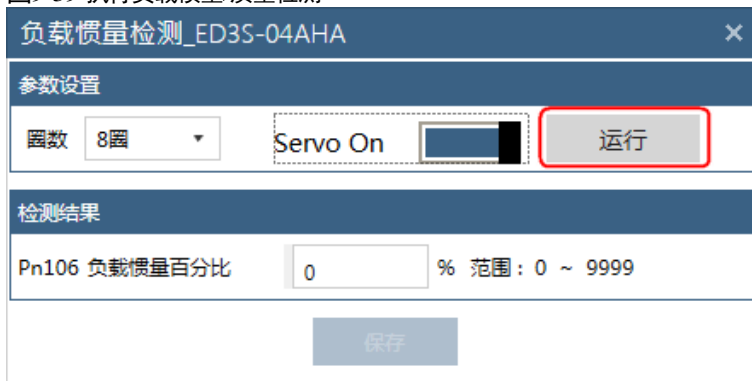 负载惯量检测_ED3S-04AHA
参数设置
圈数 8圈 Servo On 运行
检测结果
Pn106 负载惯量百分比 0 % 范围：0 ~ 9999
保存